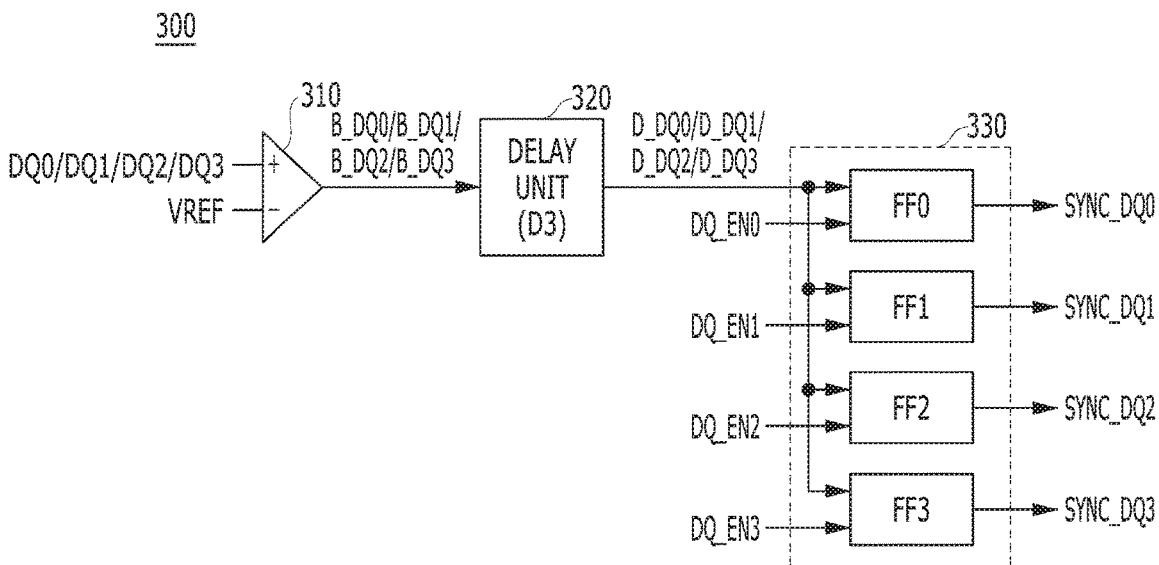 300
310
320
330
DQ0/DQ1/DQ2/DQ3
VREF
+
−
B_DQ0/B_DQ1/
B_DQ2/B_DQ3
DELAY
UNIT
(D3)
D_DQ0/D_DQ1/
D_DQ2/D_DQ3
DQ_EN0
FF0
SYNC_DQ0
DQ_EN1
FF1
SYNC_DQ1
DQ_EN2
FF2
SYNC_DQ2
DQ_EN3
FF3
SYNC_DQ3